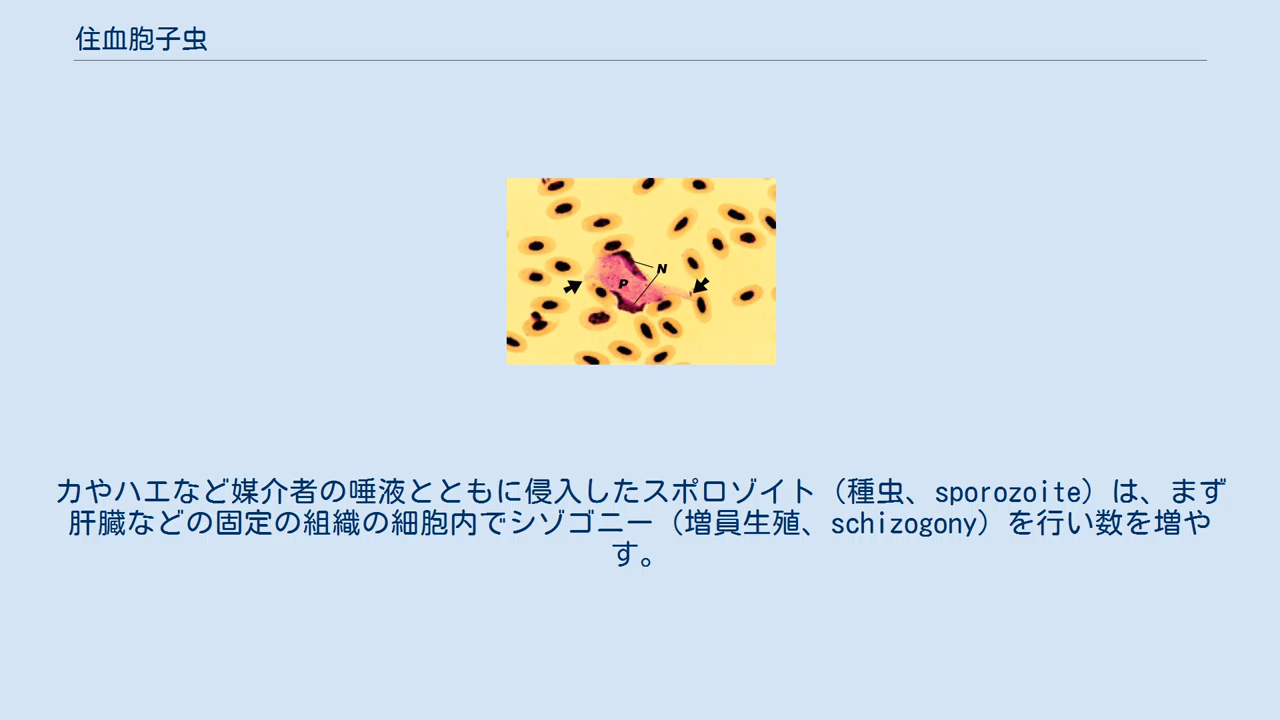 住血胞子虫
N
P
カやハエなど媒介者の唾液とともに侵入したスポロゾイト（種虫、sporozoite）は、まず
肝臓などの固定の組織の細胞内でシゾゴニー（増員生殖、schizogony）を行い数を増や
す。